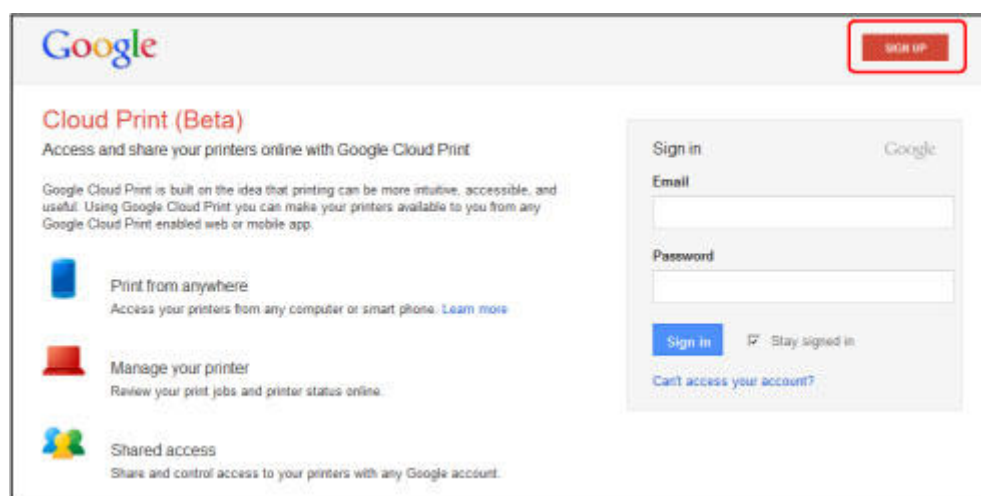 Google
SIGN UP
Cloud Print (Beta)
Access and share your printers online with Google Cloud Print
Google Cloud Print is built on the idea that printing can be more intuitive, accessible, and
useful. Using Google Cloud Print you can make your printers available to you from any
Google Cloud Print enabled web or mobile app.
Print from anywhere
Access your printers from any computer or smart phone. Learn more
Manage your printer
Review your print jobs and printer status online.
Shared access
Share and control access to your printers with any Google account.
Sign in
Google
Email
Password
Sign in
Stay signed in
Can't access your account?